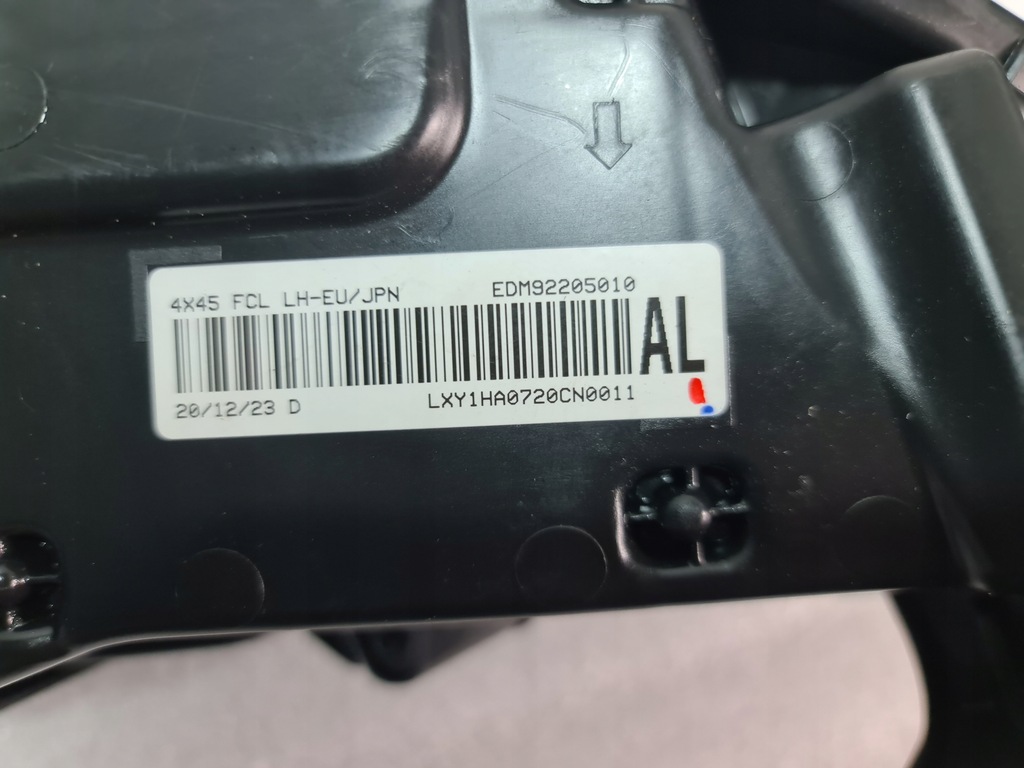 4X45 FCL LH-EU/JPN EDM92205010
AL
20/12/23 D LXY1HA0720CN0011